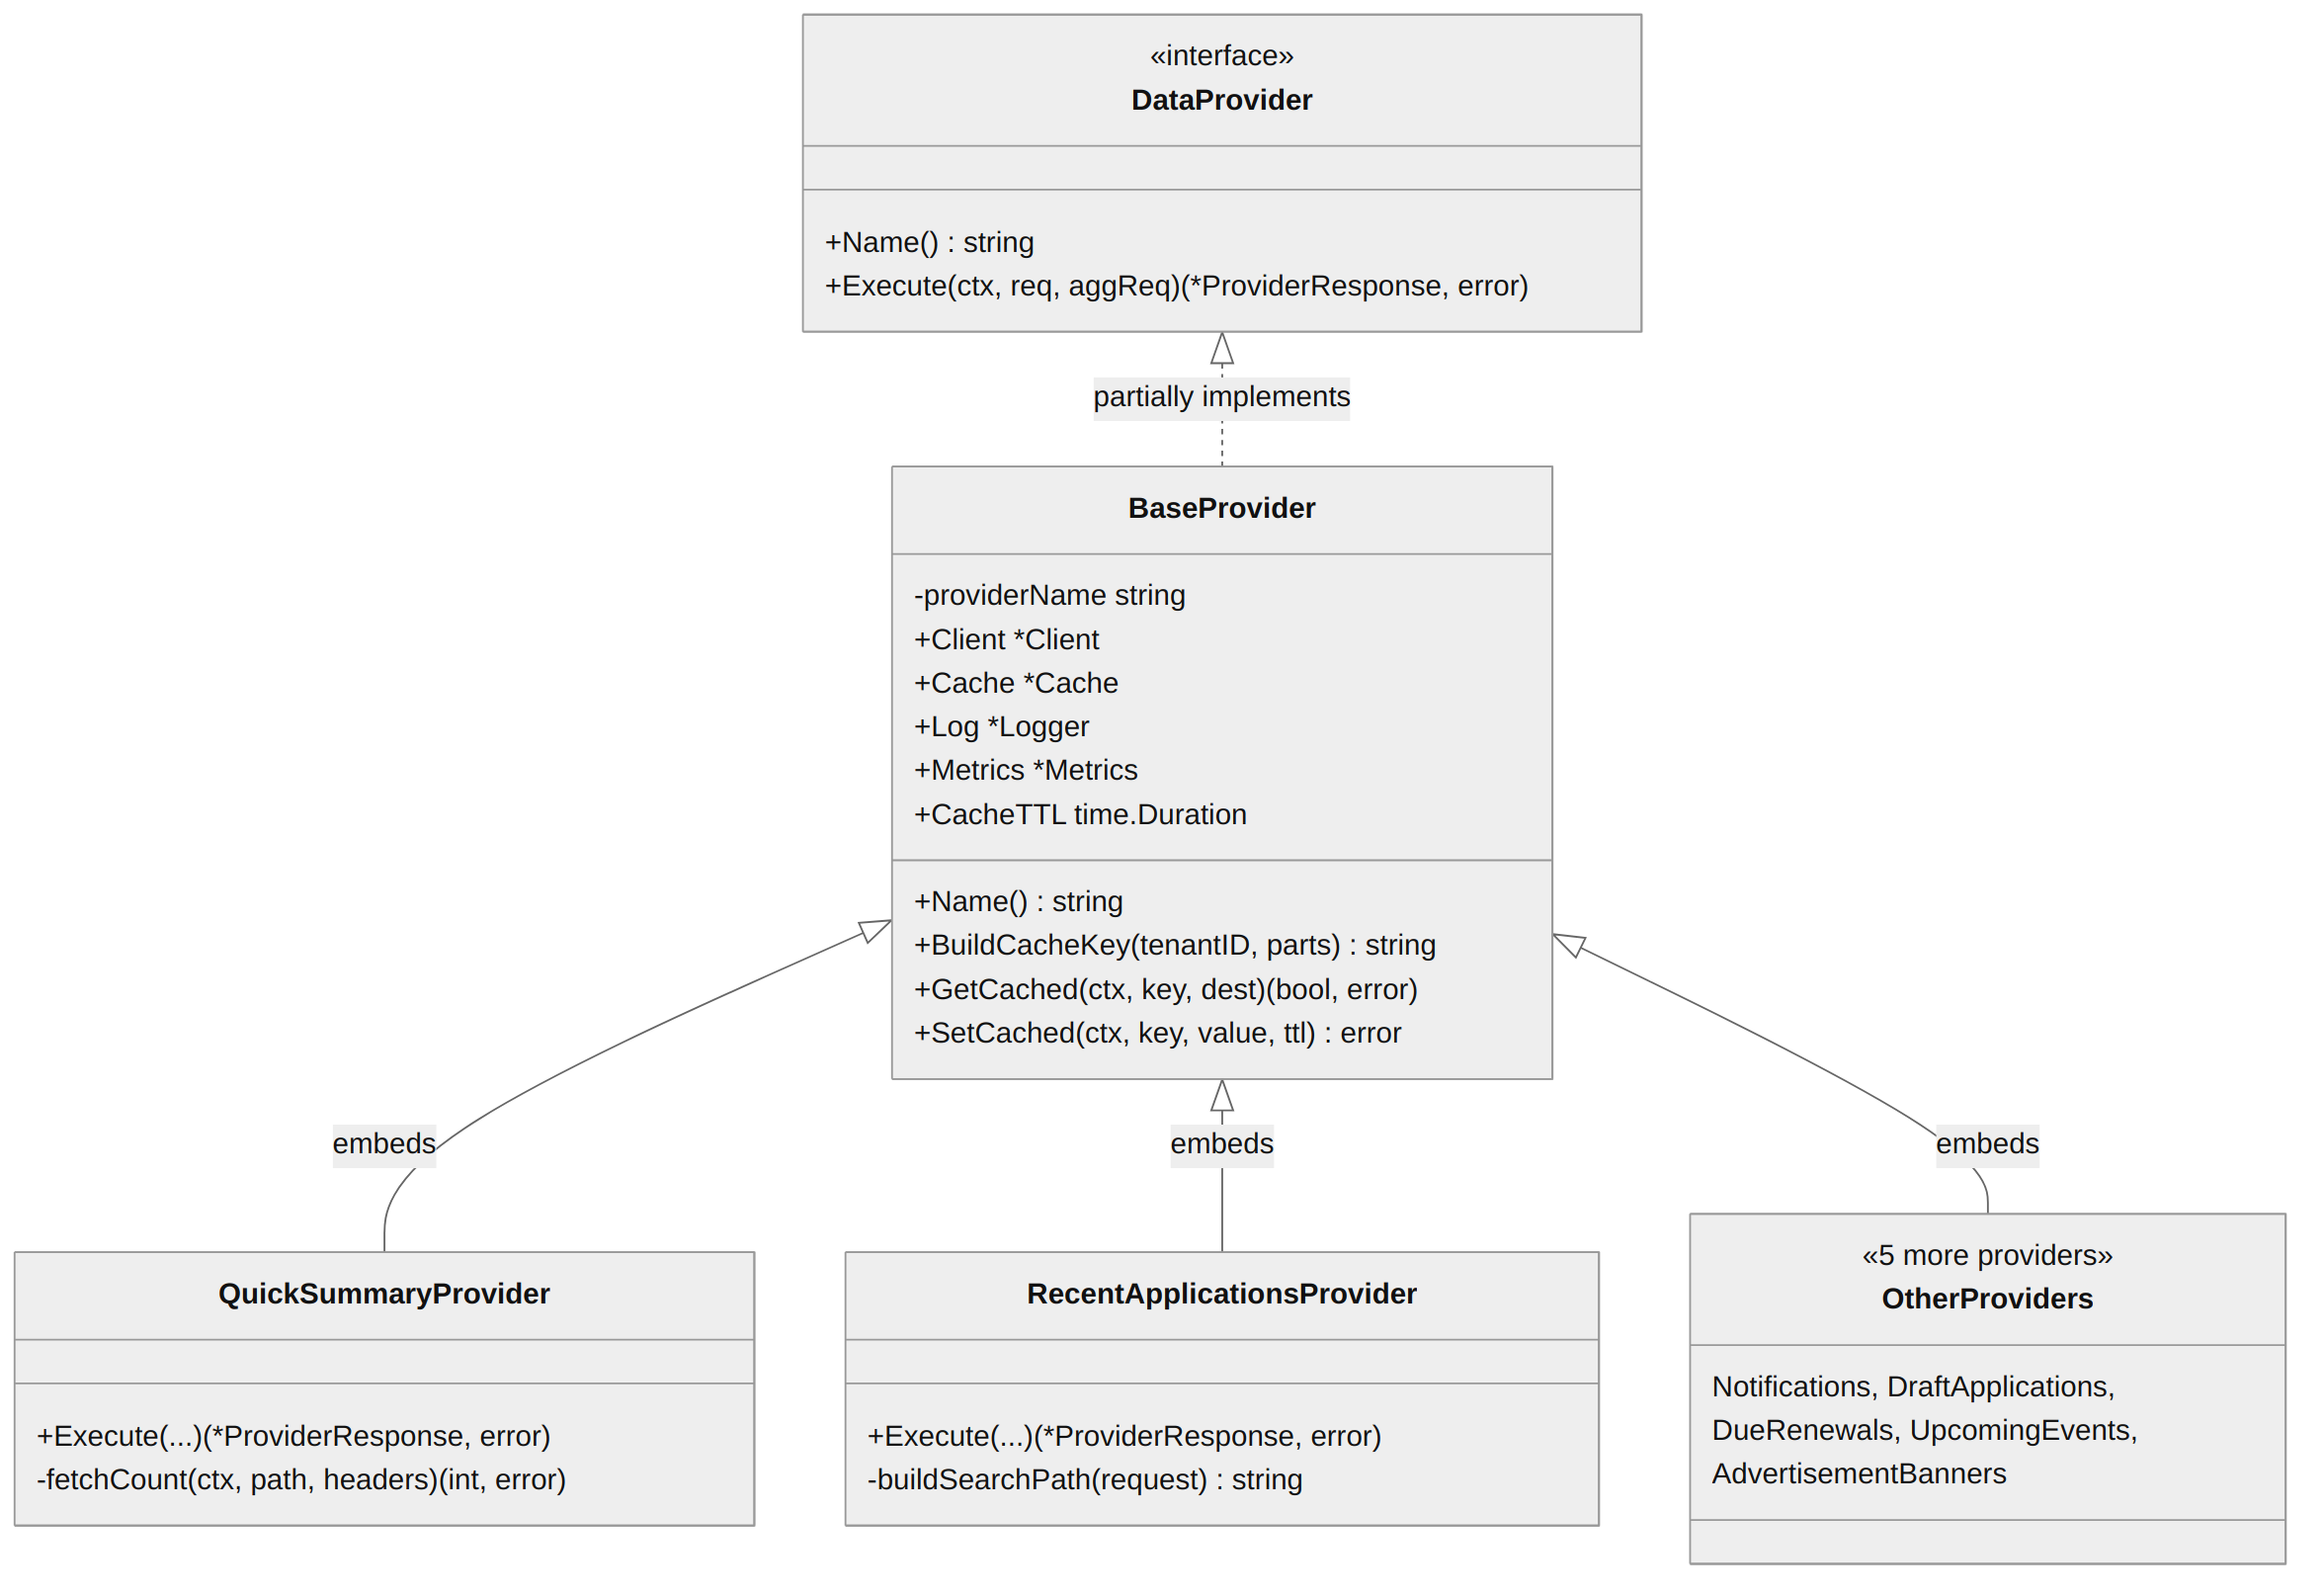 «interface»
DataProvider
+Name() : string
+Execute(ctx, req, aggReq)(*ProviderResponse, error)
partially implements
BaseProvider
-providerName string
+Client *Client
+Cache *Cache
+Log *Logger
+Metrics *Metrics
+CacheTTL time.Duration
+Name() : string
+BuildCacheKey(tenantID, parts) : string
+GetCached(ctx, key, dest)(bool, error)
+SetCached(ctx, key, value, ttl) : error
embeds
embeds
embeds
QuickSummaryProvider
+Execute(...)(*ProviderResponse, error)
-fetchCount(ctx, path, headers)(int, error)
RecentApplicationsProvider
+Execute(...)(*ProviderResponse, error)
-buildSearchPath(request) : string
«5 more providers»
OtherProviders
Notifications, DraftApplications,
DueRenewals, UpcomingEvents,
AdvertisementBanners